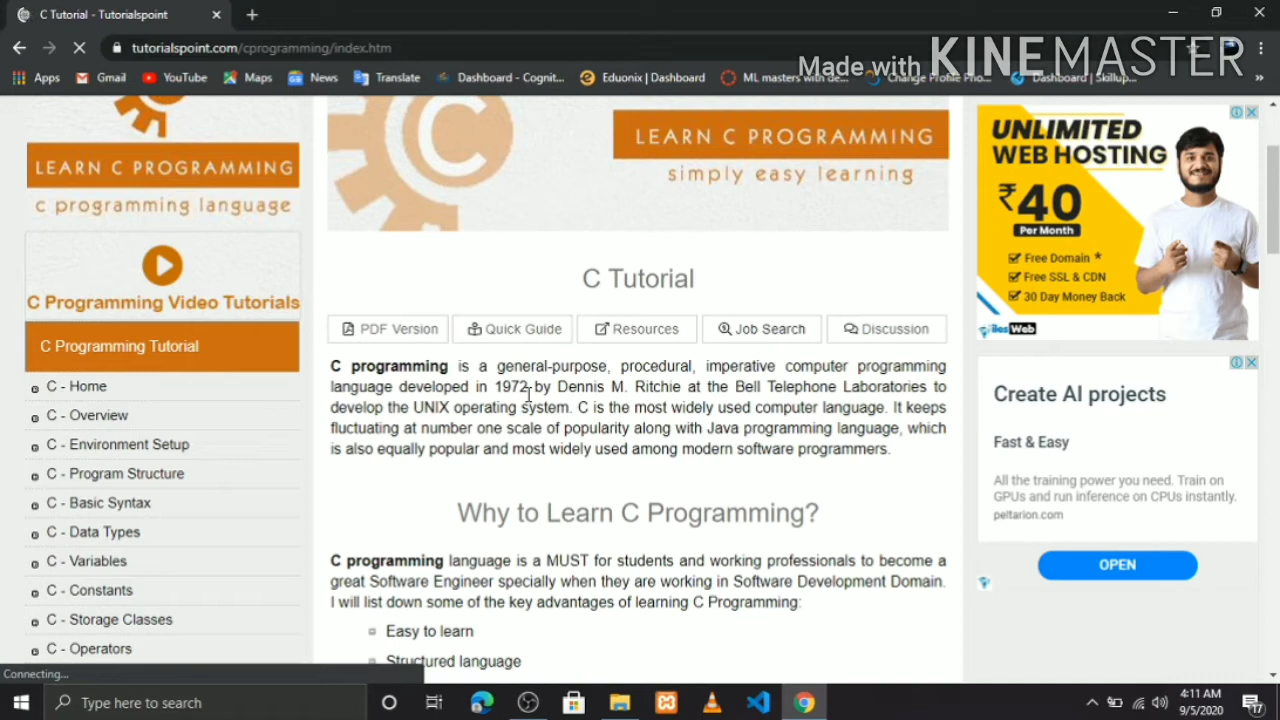 C Tutorial - Tutorialspoint
tutorialspoint.com/cprogramming/index.htm
Made with KINEMASTER
Apps Gmail YouTube Maps News Translate Dashboard - Cognit... Eduonix | Dashboard ML masters with de... Change Profile Pho... Dashboard | Skillup...
LEARN C PROGRAMMING
c programming language
C Programming Video Tutorials
C Programming Tutorial
C - Home
C - Overview
C - Environment Setup
C - Program Structure
C - Basic Syntax
C - Data Types
C - Variables
C - Constants
C - Storage Classes
C - Operators
C
LEARN C PROGRAMMING
simply easy learning
C Tutorial
PDF Version Quick Guide Resources Job Search Discussion
C programming is a general-purpose, procedural, imperative computer programming
language developed in 1972 by Dennis M. Ritchie at the Bell Telephone Laboratories to
develop the UNIX operating system. C is the most widely used computer language. It keeps
fluctuating at number one scale of popularity along with Java programming language, which
is also equally popular and most widely used among modern software programmers.
Why to Learn C Programming?
C programming language is a MUST for students and working professionals to become a
great Software Engineer specially when they are working in Software Development Domain.
I will list down some of the key advantages of learning C Programming:
Easy to learn
Structured language
UNLIMITED
WEB HOSTING
₹40
Per Month
Free Domain *
Free SSL & CDN
30 Day Money Back
Web
Create AI projects
Fast & Easy
All the training power you need. Train on
GPUs and run inference on CPUs instantly.
peltarion.com
OPEN
Connecting...
Type here to search
4:11 AM
9/5/2020
17